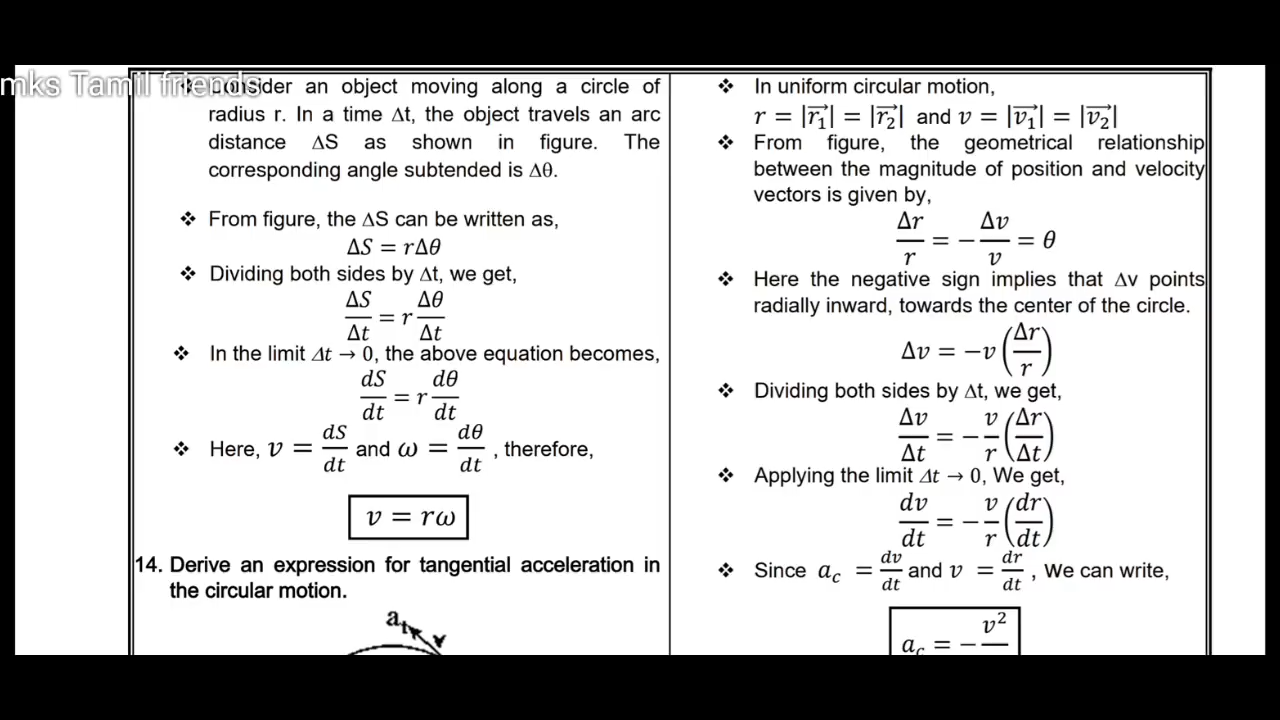 mks Tamil friends
Consider an object moving along a circle of
radius r. In a time Δt, the object travels an arc
distance ΔS as shown in figure. The
corresponding angle subtended is Δθ.
❖ From figure, the ΔS can be written as,
ΔS = rΔθ
❖ Dividing both sides by Δt, we get,
ΔS/Δt = r Δθ/Δt
❖ In the limit Δt → 0, the above equation becomes,
dS/dt = r dθ/dt
❖ Here, v = dS/dt and ω = dθ/dt , therefore,
v = rω
14. Derive an expression for tangential acceleration in
the circular motion.
aₜ v
❖ In uniform circular motion,
r = |r₁⃗| = |r₂⃗| and v = |v₁⃗| = |v₂⃗|
❖ From figure, the geometrical relationship
between the magnitude of position and velocity
vectors is given by,
Δr/r = − Δv/v = θ
❖ Here the negative sign implies that Δv points
radially inward, towards the center of the circle.
Δv = −v (Δr/r)
❖ Dividing both sides by Δt, we get,
Δv/Δt = − v/r (Δr/Δt)
❖ Applying the limit Δt → 0, We get,
dv/dt = − v/r (dr/dt)
❖ Since a꜀ = dv/dt and v = dr/dt , We can write,
a꜀ = − v²